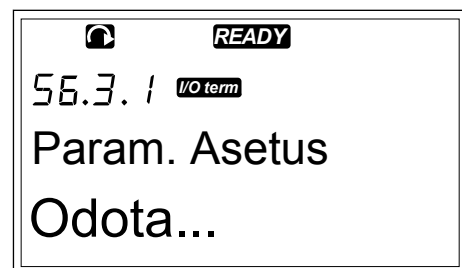 READY
S6.3.1 I/O term
Param. Asetus
Odota...